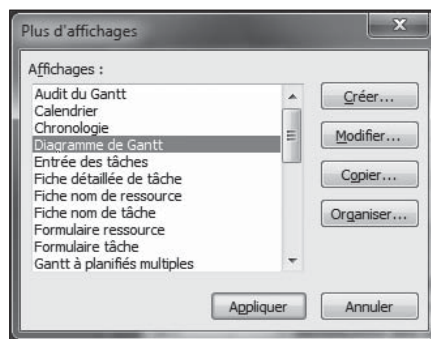 Plus d'affichages
Affichages :
Audit du Gantt
Calendrier
Chronologie
Diagramme de Gantt
Entrée des tâches
Fiche détaillée de tâche
Fiche nom de ressource
Fiche nom de tâche
Formulaire ressource
Formulaire tâche
Gantt à planifiés multiples
Créer...
Modifier...
Copier...
Organiser...
Appliquer
Annuler